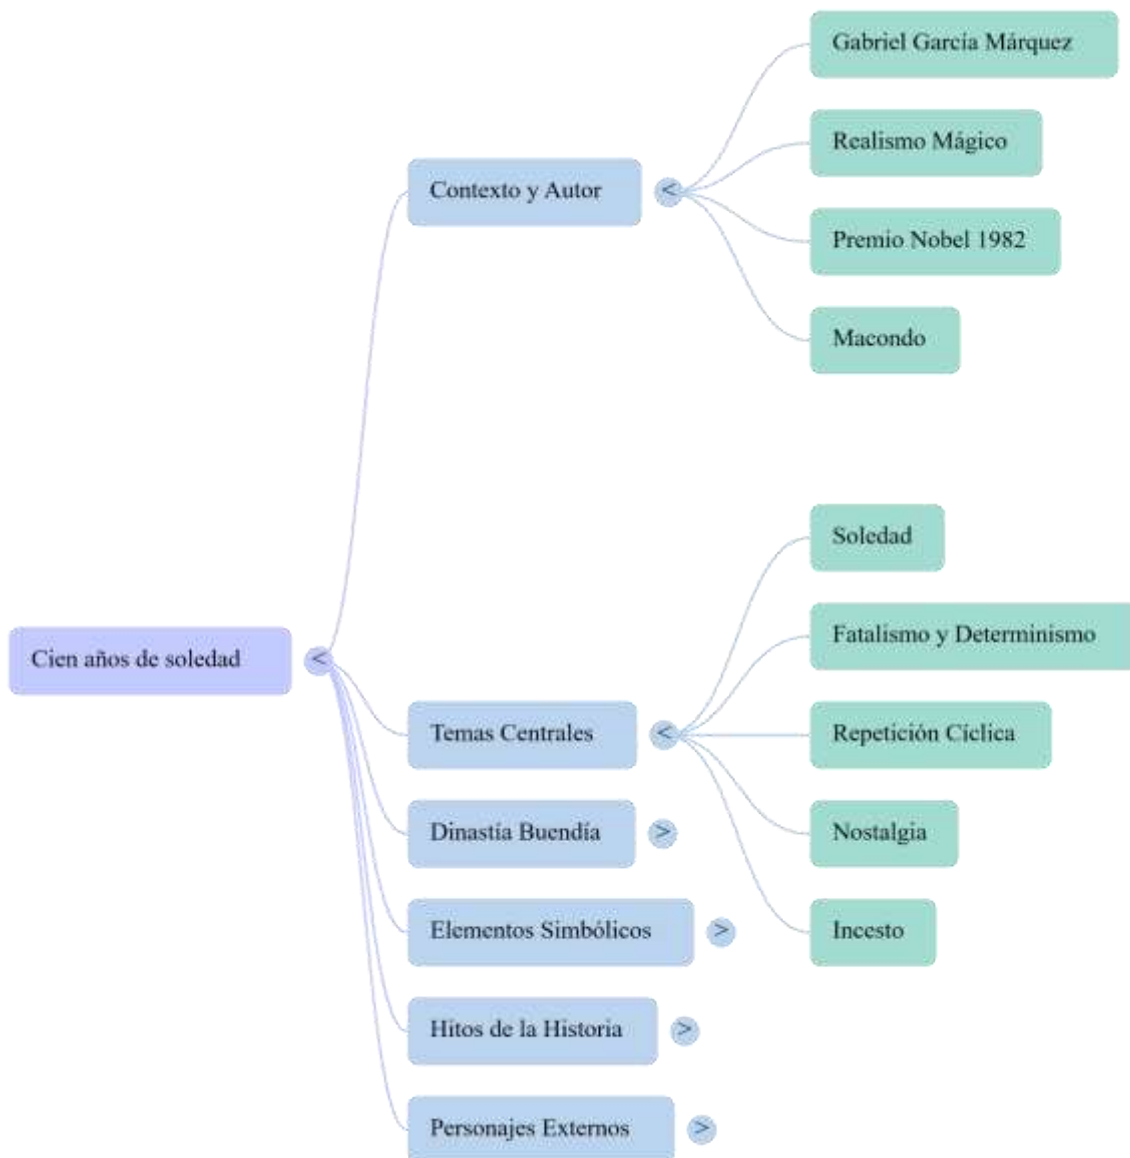 Cien años de soledad
<
Contexto y Autor
<
Gabriel García Márquez
Realismo Mágico
Premio Nobel 1982
Macondo
Temas Centrales
<
Soledad
Fatalismo y Determinismo
Repetición Cíclica
Nostalgia
Incesto
Dinastía Buendía
>
Elementos Simbólicos
>
Hitos de la Historia
>
Personajes Externos
>